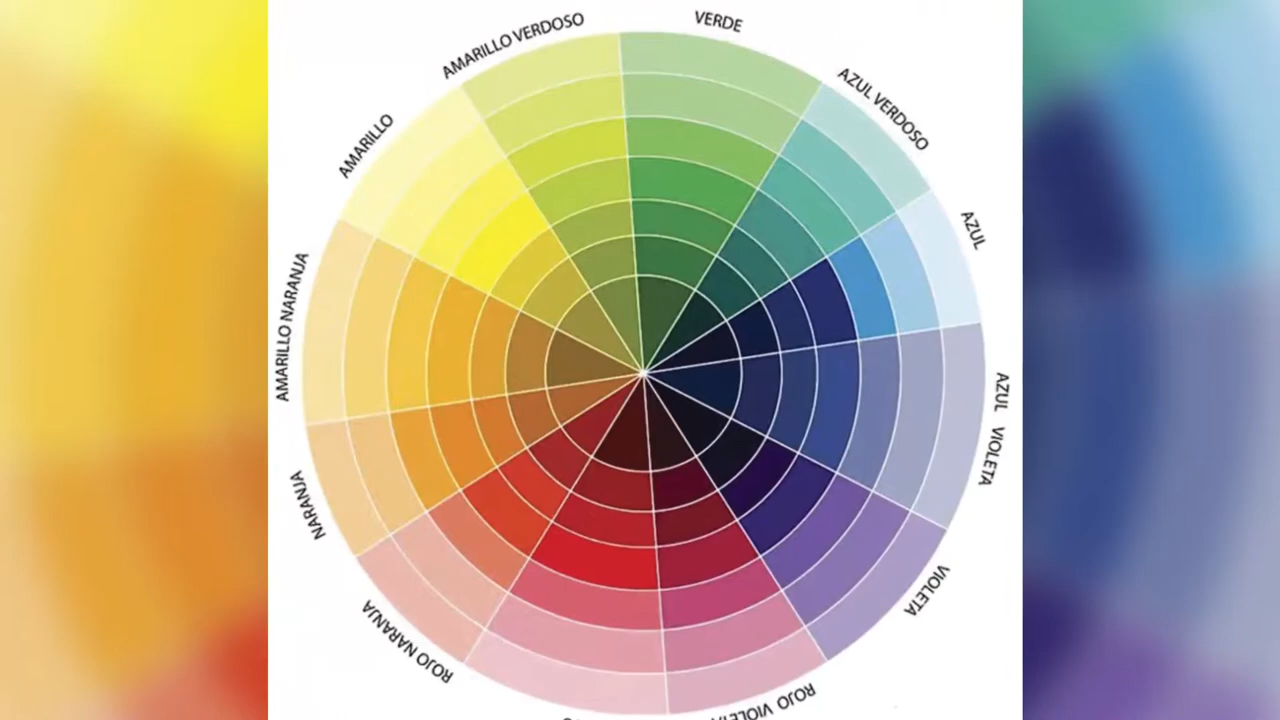 VERDE
AZUL VERDOSO
AZUL
AZUL VIOLETA
VIOLETA
ROJO VIOLETA
ROJO NARANJA
NARANJA
AMARILLO NARANJA
AMARILLO
AMARILLO VERDOSO